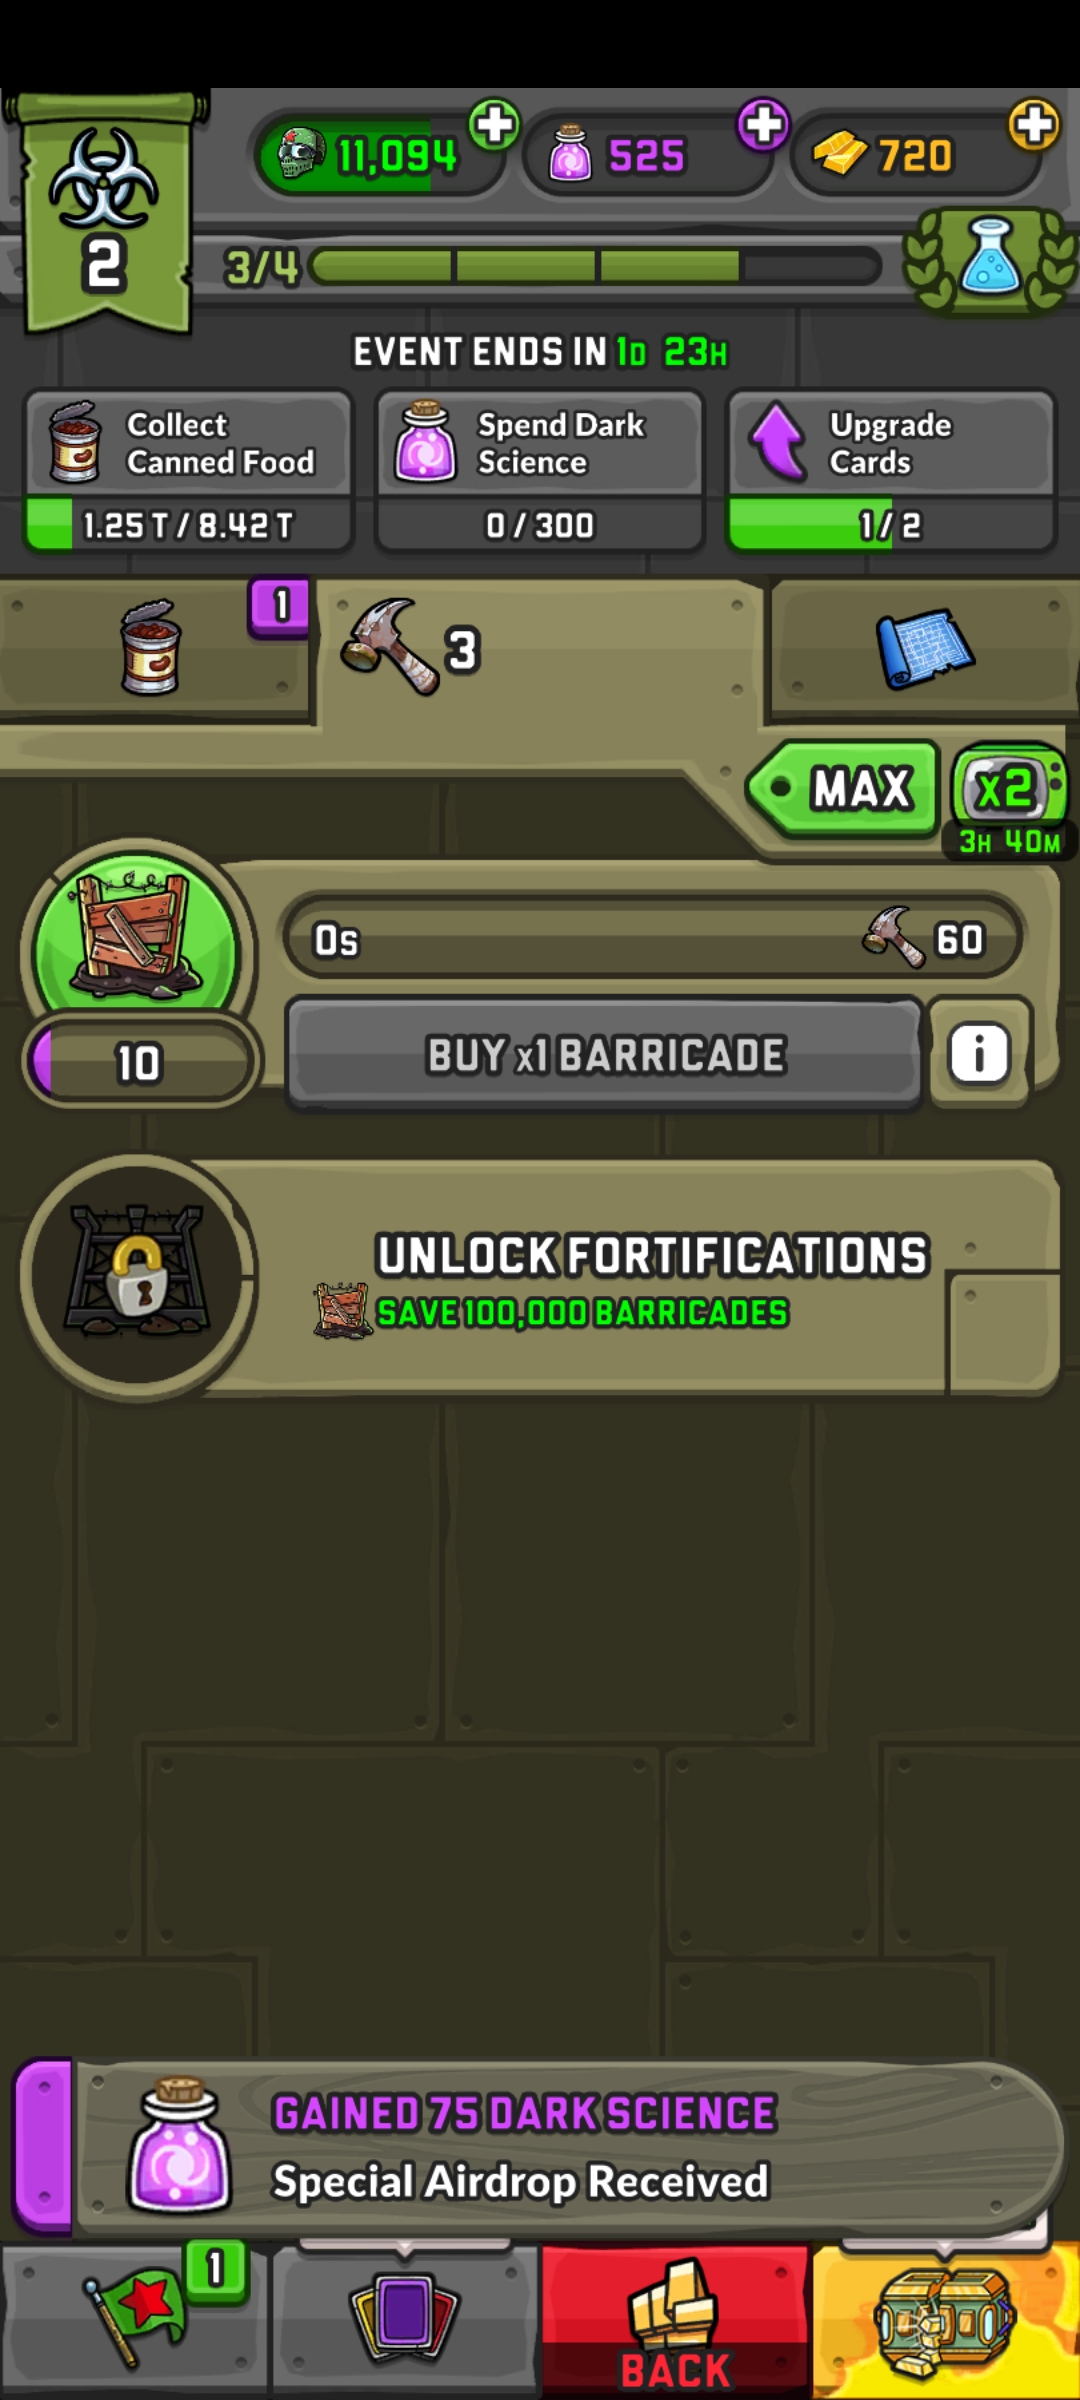 11,094
525
720
2
3/4
EVENT ENDS IN 1D 23H
Collect
Canned Food
1.25 T / 8.42 T
Spend Dark
Science
0 / 300
Upgrade
Cards
1 / 2
1
3
MAX
x2
3H 40M
0s
60
10
BUY x1 BARRICADE
i
UNLOCK FORTIFICATIONS
SAVE 100,000 BARRICADES
GAINED 75 DARK SCIENCE
Special Airdrop Received
1
BACK